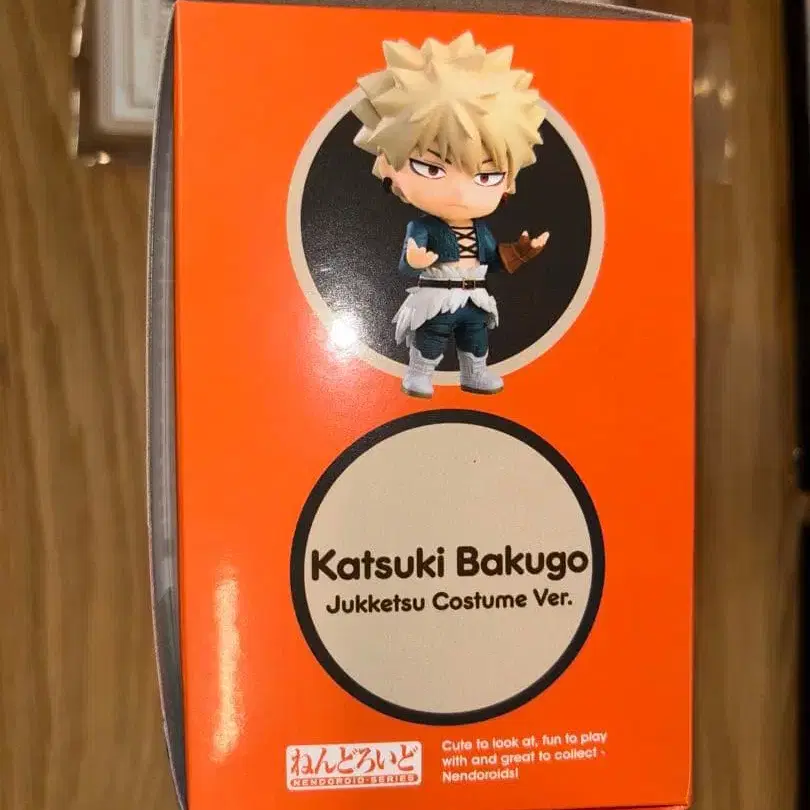 Katsuki Bakugo
Jukketsu Costume Ver.
ねんどろいど
NENDOROID-SERIES
Cute to look at, fun to play
with and great to collect -
Nendoroids!